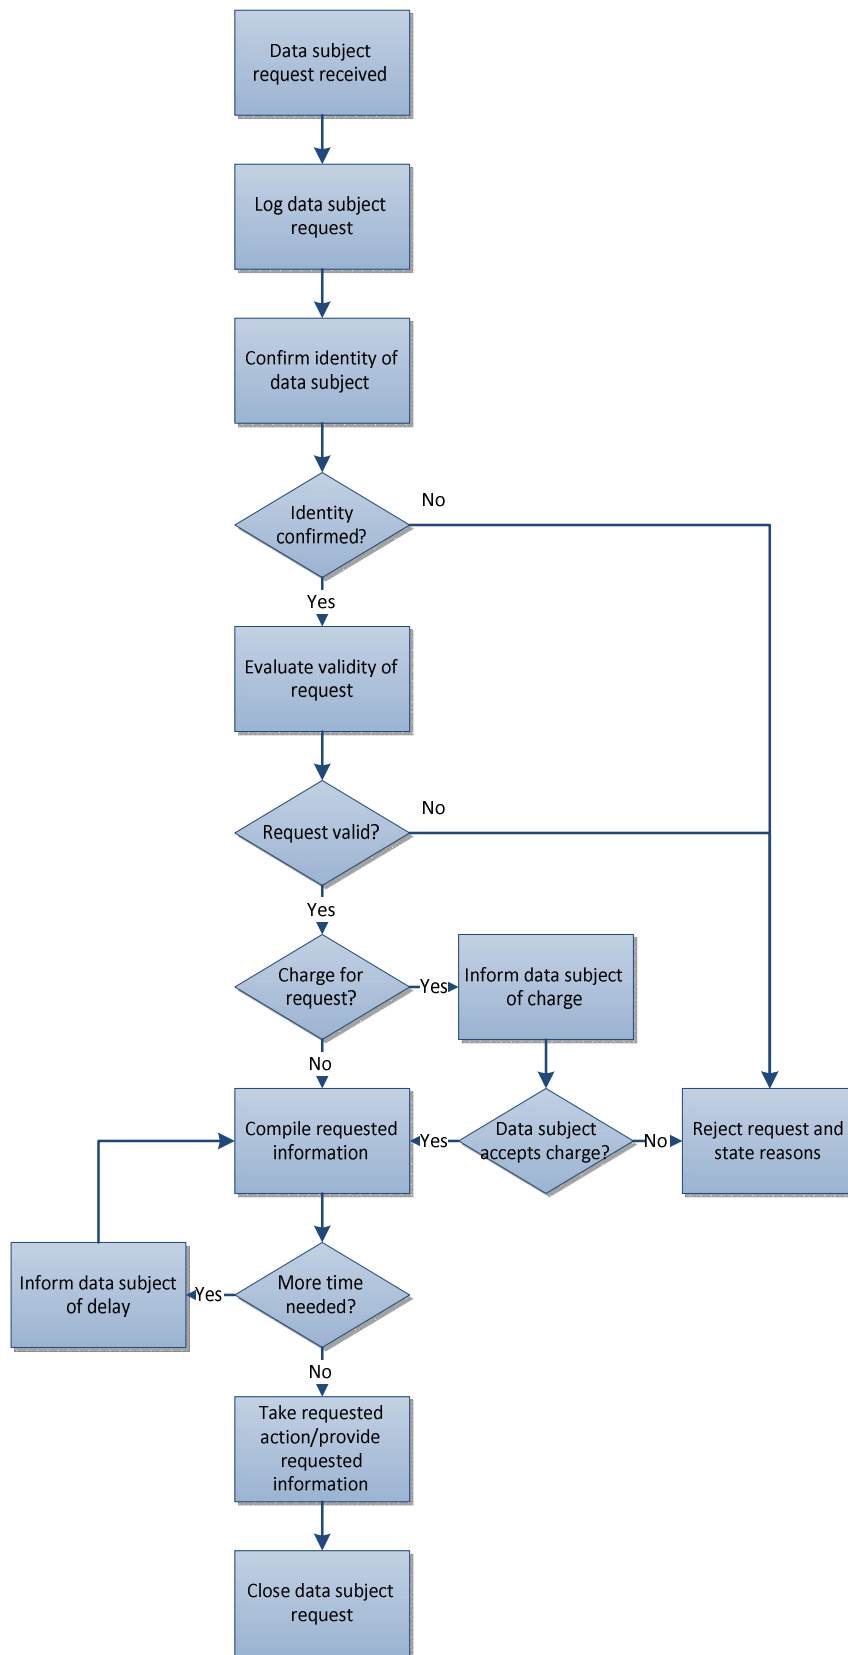 Data subject
request received
Log data subject
request
Confirm identity of
data subject
Identity
confirmed?
No
Yes
Evaluate validity of
request
Request valid?
No
Yes
Charge for
request?
Yes
Inform data subject
of charge
No
Compile requested
information
Yes
Data subject
accepts charge?
No
Reject request and
state reasons
Inform data subject
of delay
Yes
More time
needed?
No
Take requested
action/provide
requested
information
Close data subject
request